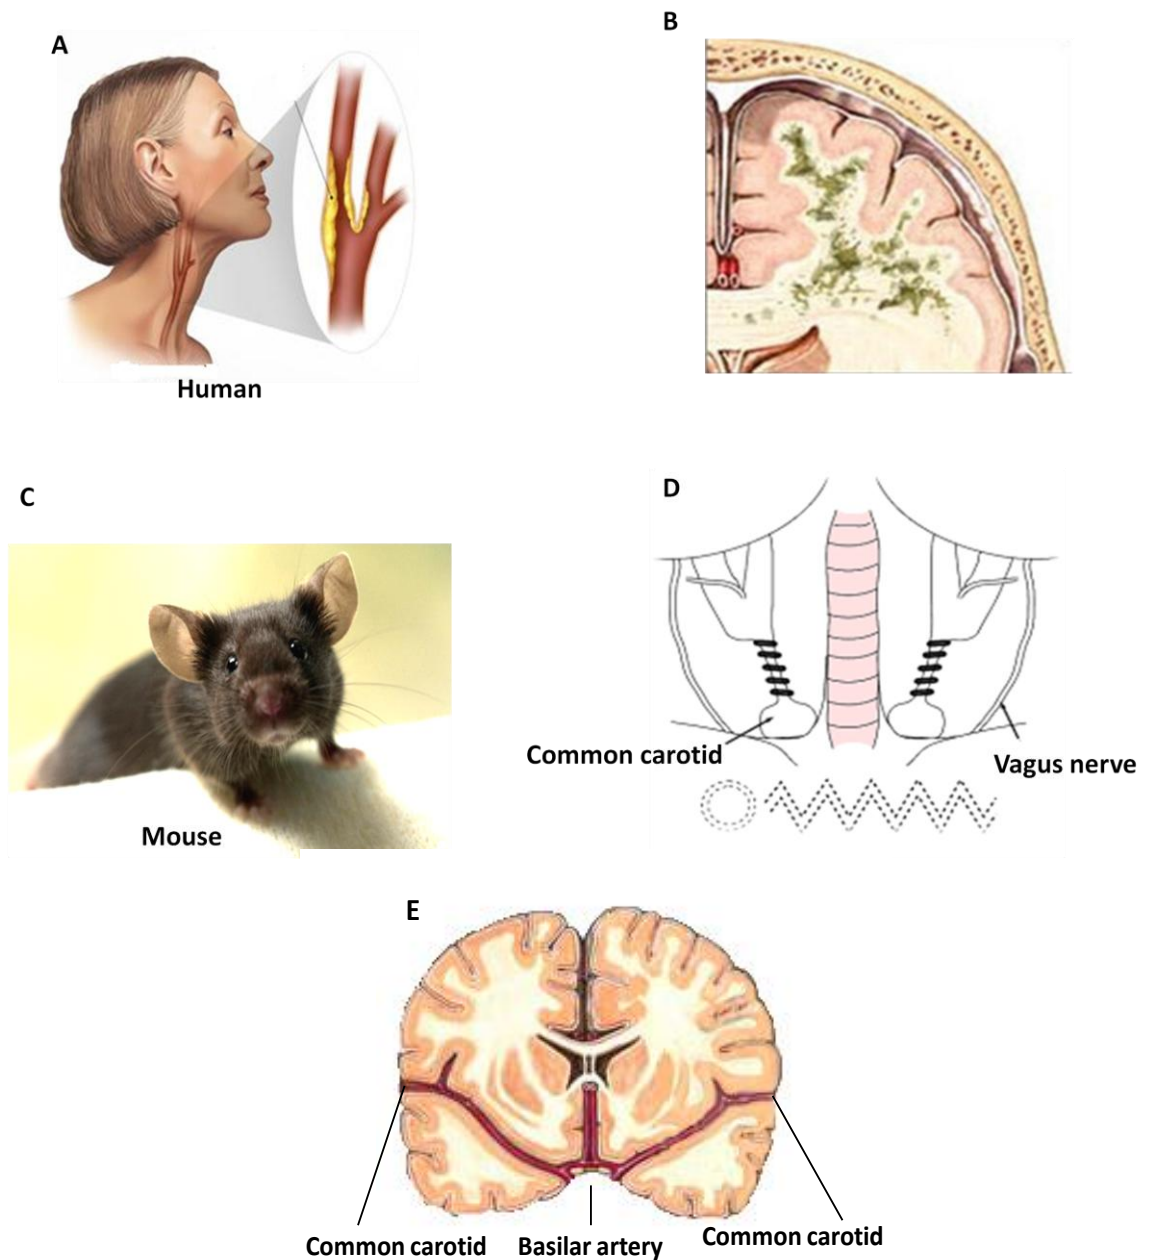 A
B
Human
C
D
Common carotid
Vagus nerve
Mouse
E
Common carotid
Basilar artery
Common carotid